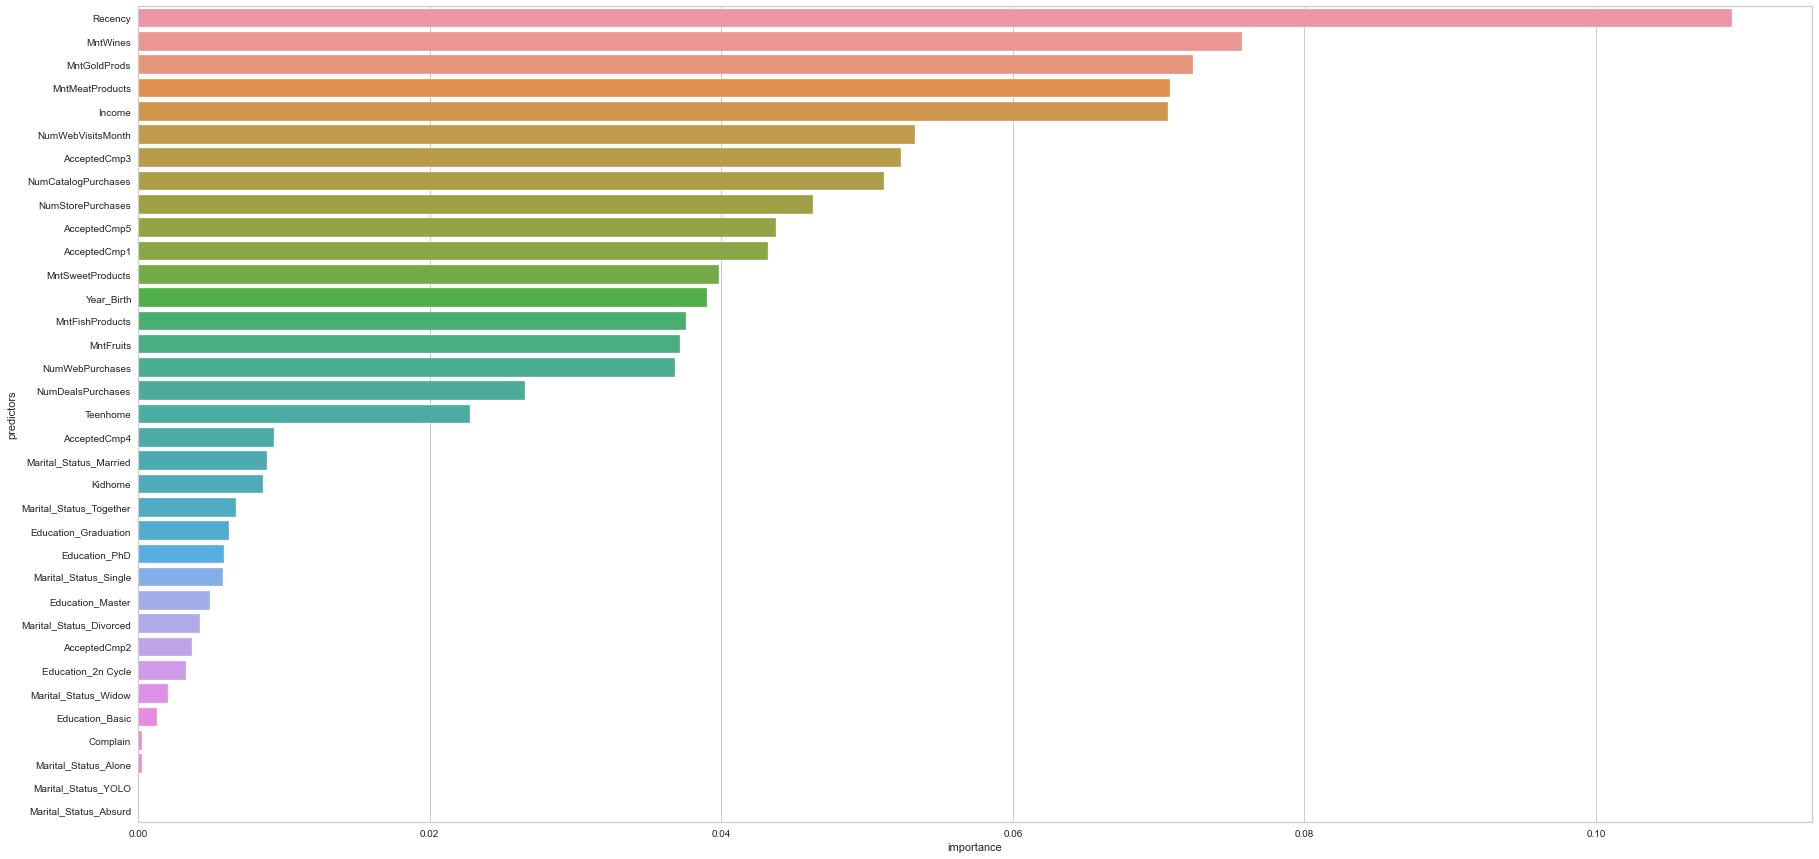 Recency
MntWines
MntGoldProds
MntMeatProducts
Income
NumWebVisitsMonth
AcceptedCmp3
NumCatalogPurchases
NumStorePurchases
AcceptedCmp5
AcceptedCmp1
MntSweetProducts
Year_Birth
MntFishProducts
MntFruits
NumWebPurchases
NumDealsPurchases
Teenhome
AcceptedCmp4
Marital_Status_Married
Kidhome
Marital_Status_Together
Education_Graduation
Education_PhD
Marital_Status_Single
Education_Master
Marital_Status_Divorced
AcceptedCmp2
Education_2n Cycle
Marital_Status_Widow
Education_Basic
Complain
Marital_Status_Alone
Marital_Status_YOLO
Marital_Status_Absurd
predictors
0.00 0.02 0.04 0.06 0.08 0.10
importance